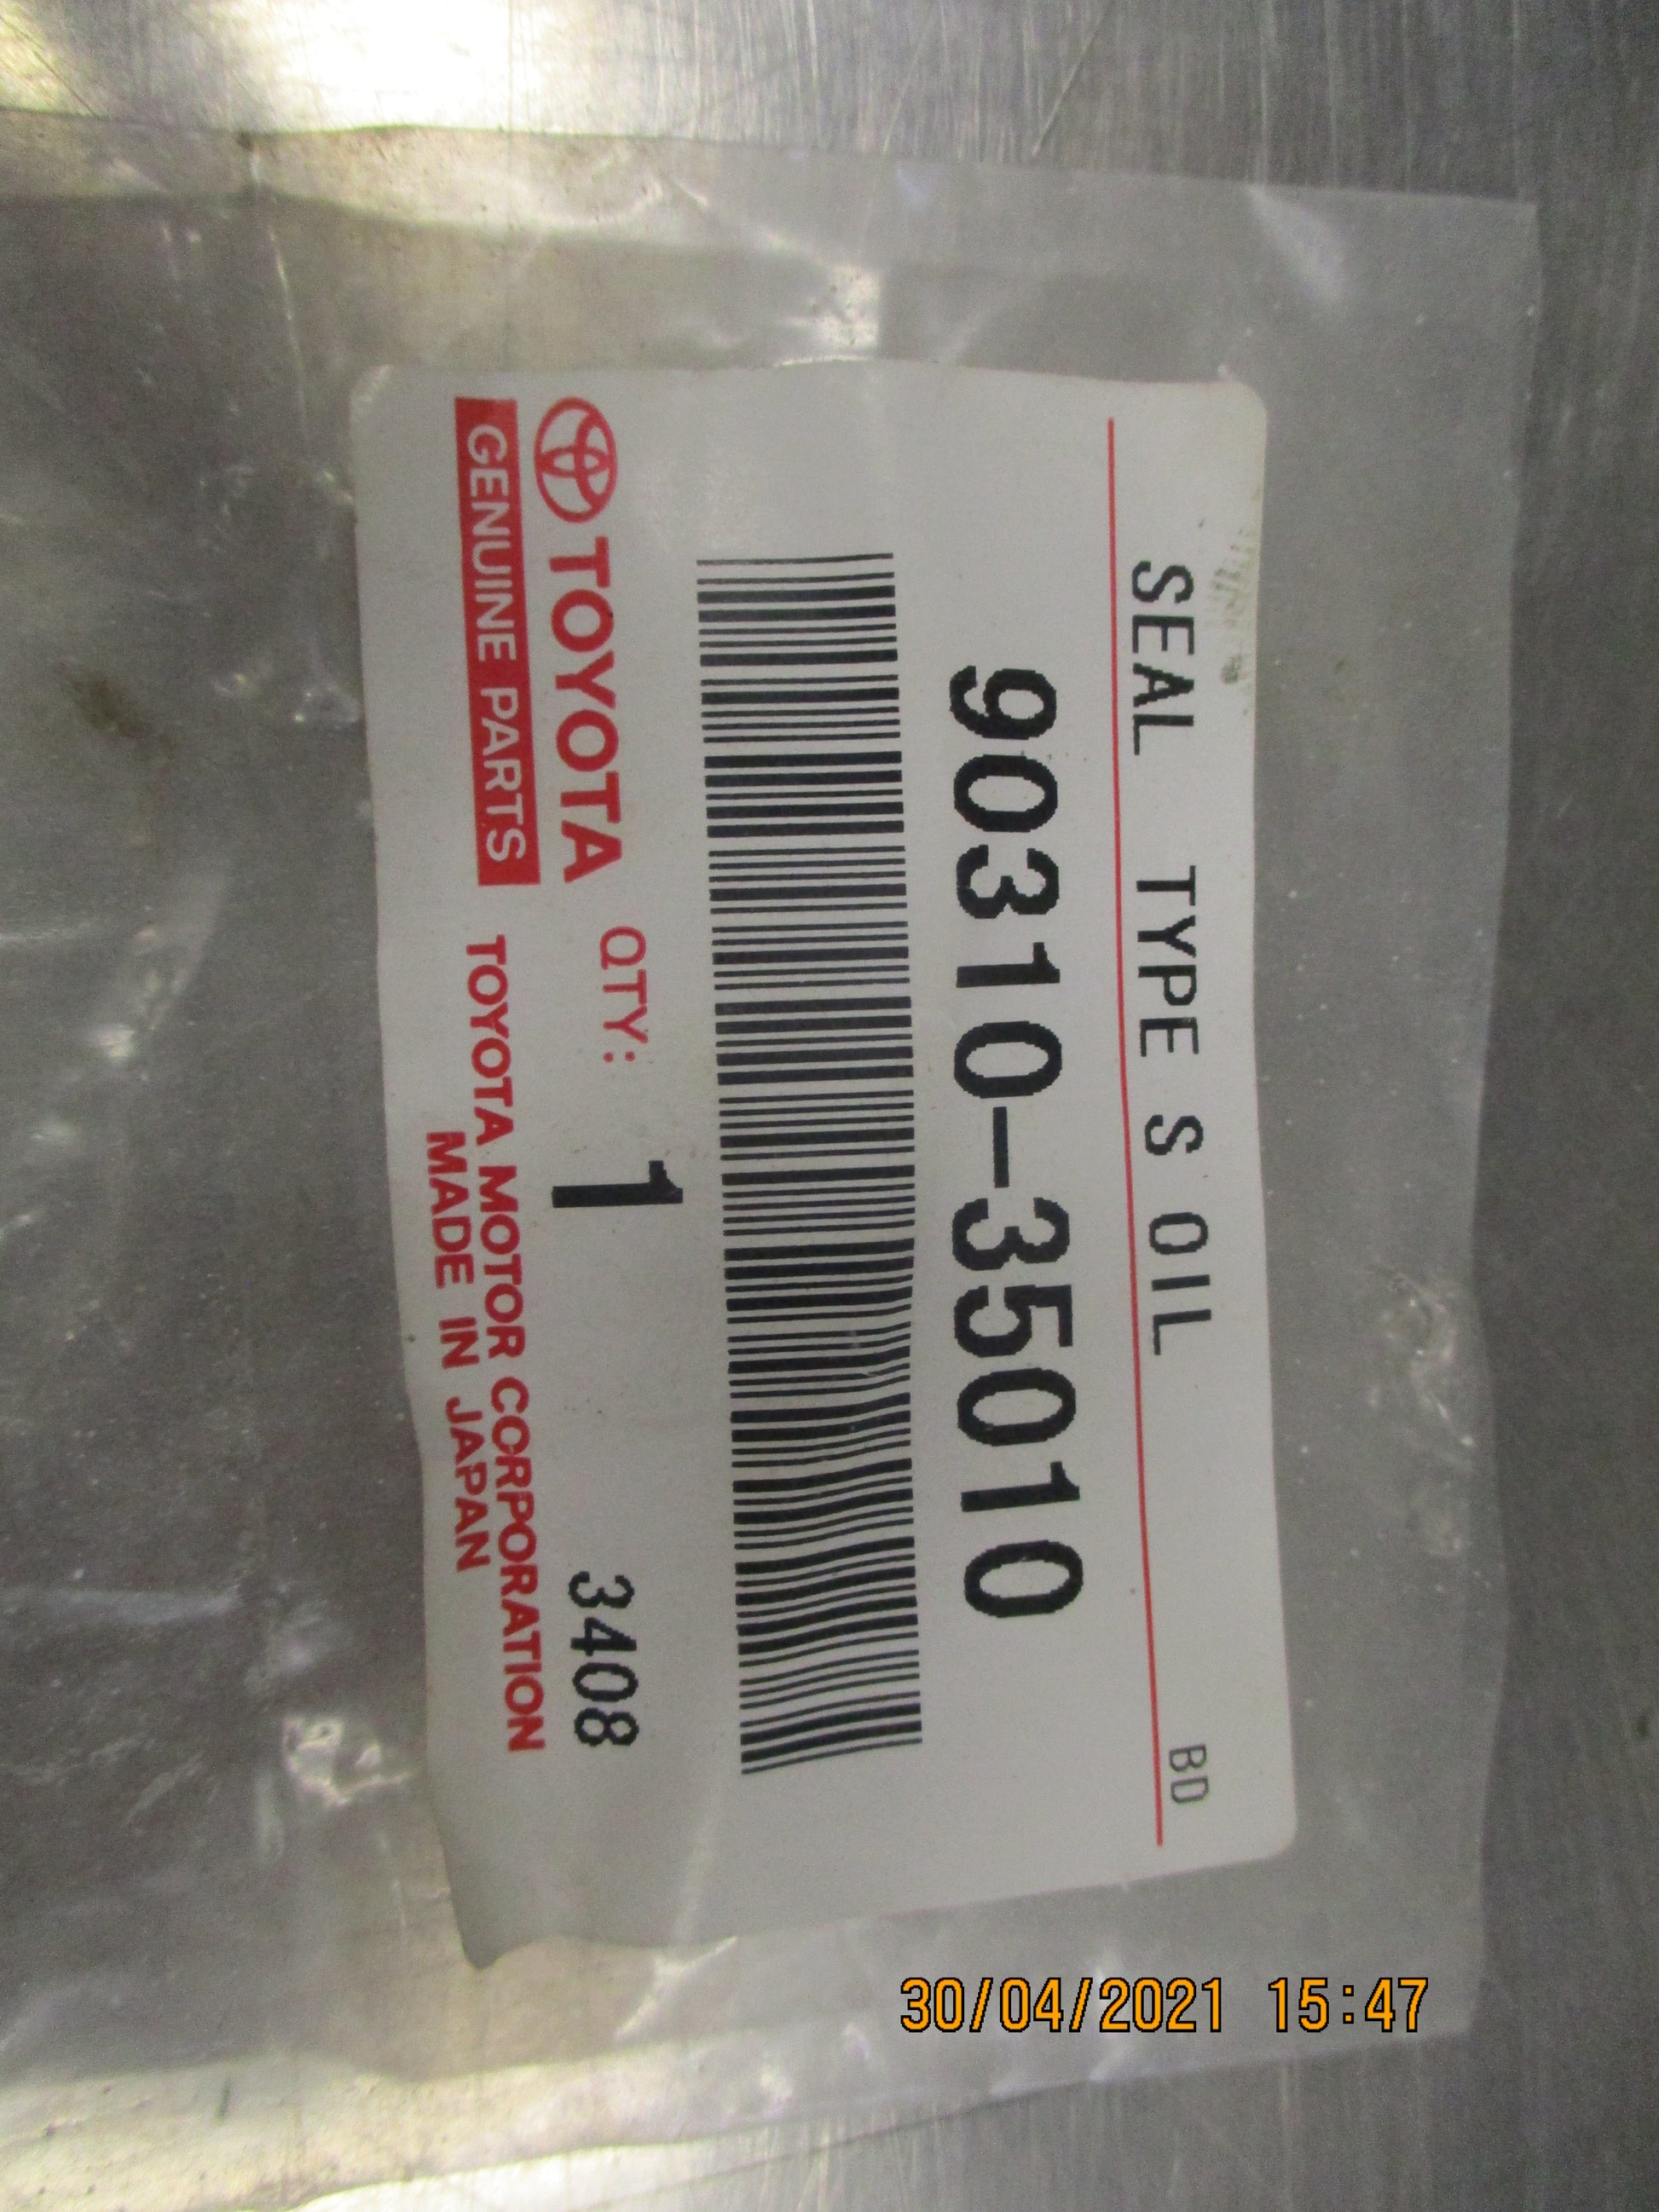 SEAL TYPE S OIL BD
90310-35010
TOYOTA QTY: 1 3408
GENUINE PARTS TOYOTA MOTOR CORPORATION
MADE IN JAPAN
30/04/2021 15:47